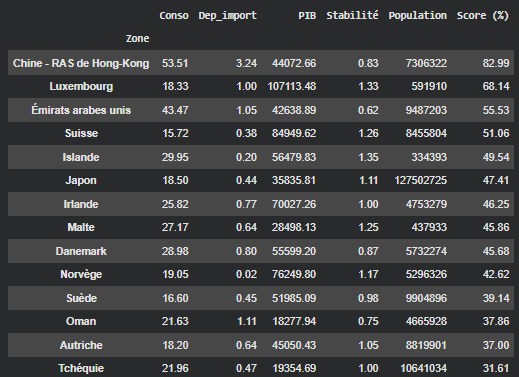 Conso Dep_import PIB Stabilité Population Score (%)
Zone
Chine - RAS de Hong-Kong 53.51 3.24 44072.66 0.83 7306322 82.99
Luxembourg 18.33 1.00 107113.48 1.33 591910 68.14
Émirats arabes unis 43.47 1.05 42638.89 0.62 9487203 55.53
Suisse 15.72 0.38 84949.62 1.26 8455804 51.06
Islande 29.95 0.20 56479.83 1.35 334393 49.54
Japon 18.50 0.44 35835.81 1.11 127502725 47.41
Irlande 25.82 0.77 70027.26 1.00 4753279 46.25
Malte 27.17 0.64 28498.13 1.25 437933 45.86
Danemark 28.98 0.80 55599.20 0.87 5732274 45.68
Norvège 19.05 0.02 76249.80 1.17 5296326 42.62
Suède 16.60 0.45 51985.09 0.98 9904896 39.14
Oman 21.63 1.11 18277.94 0.75 4665928 37.86
Autriche 18.20 0.64 45050.43 1.05 8819901 37.00
Tchéquie 21.96 0.47 19354.69 1.00 10641034 31.61